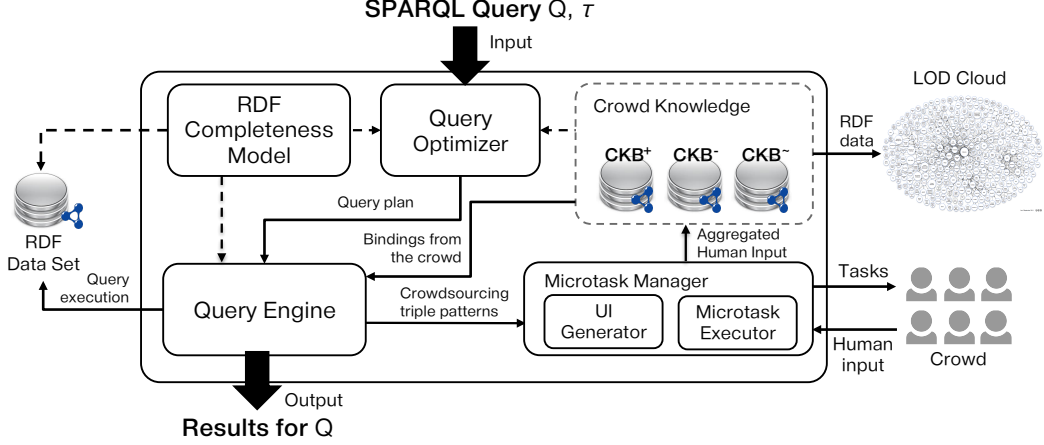 SPARQL Query Q, τ
Input
RDF
Completeness
Model
Query
Optimizer
Crowd Knowledge
CKB+ CKB- CKB~
RDF
data
LOD Cloud
RDF
Data Set
Query plan
Bindings from
the crowd
Aggregated
Human Input
Query
execution
Query Engine
Crowdsourcing
triple patterns
Microtask Manager
UI
Generator
Microtask
Executor
Tasks
Human
input
Crowd
Output
Results for Q